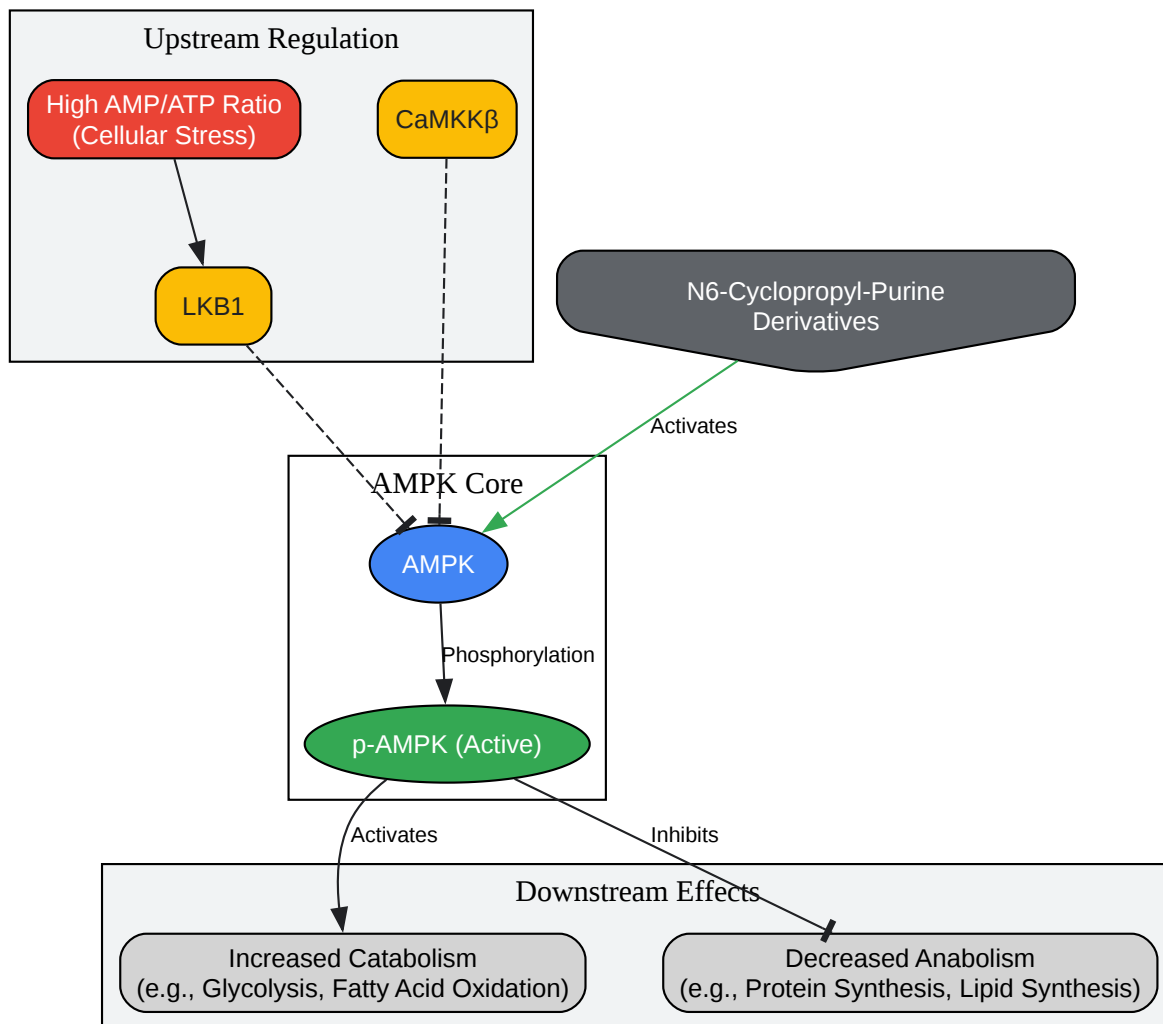 Upstream Regulation
High AMP/ATP Ratio
(Cellular Stress)
CaMKKβ
LKB1
N6-Cyclopropyl-Purine
Derivatives
Activates
AMPK Core
AMPK
Phosphorylation
p-AMPK (Active)
Activates
Inhibits
Downstream Effects
Increased Catabolism
(e.g., Glycolysis, Fatty Acid Oxidation)
Decreased Anabolism
(e.g., Protein Synthesis, Lipid Synthesis)